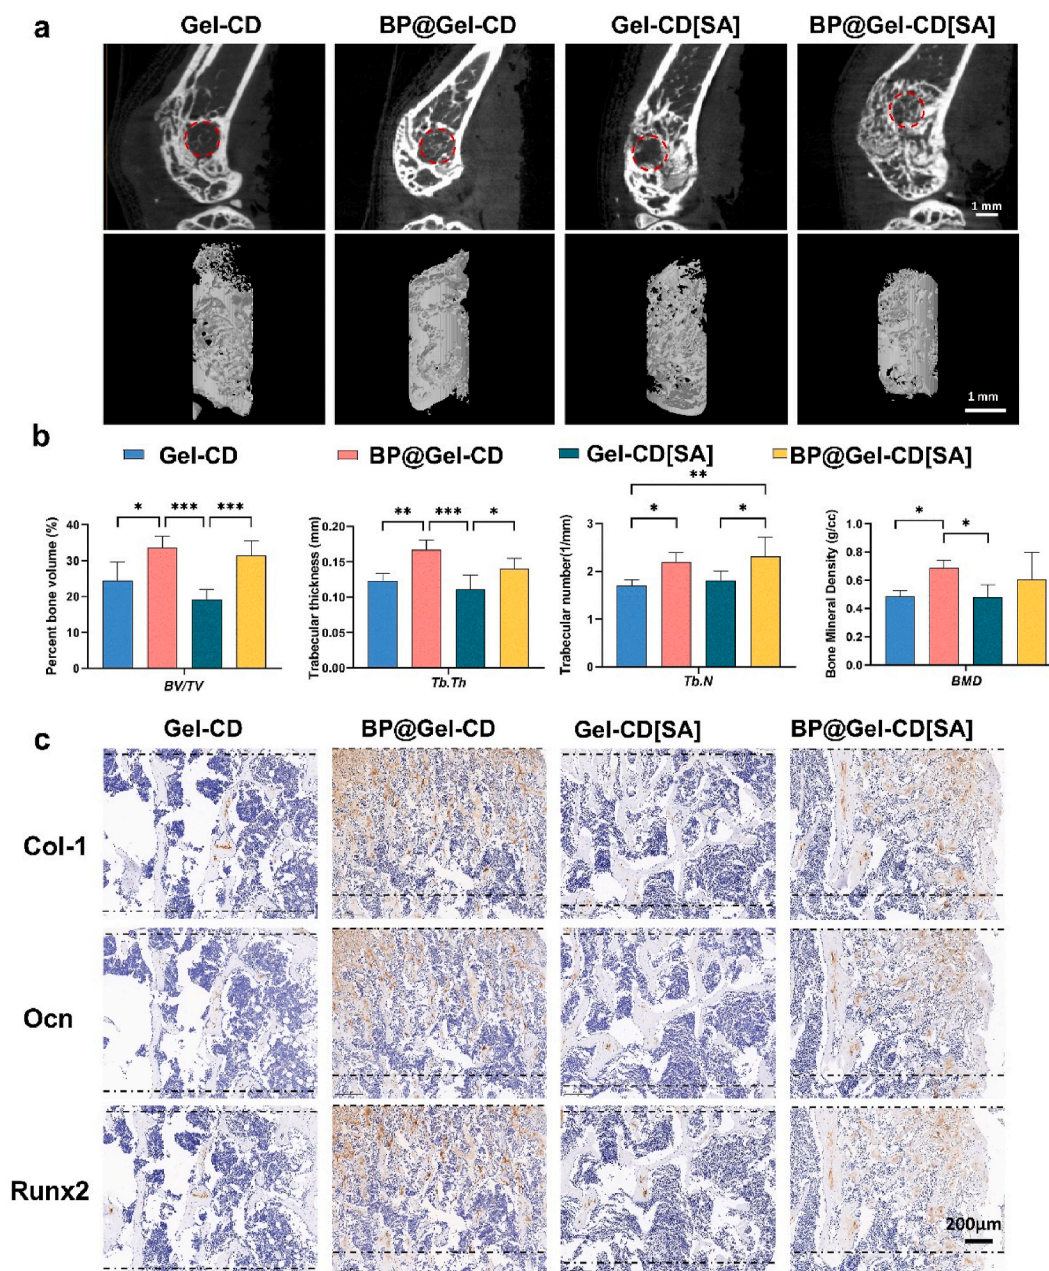 a
Gel-CD BP@Gel-CD Gel-CD[SA] BP@Gel-CD[SA]
1 mm
1 mm
b
Gel-CD BP@Gel-CD Gel-CD[SA] BP@Gel-CD[SA]
Percent bone volume (%)
40
30
20
10
0
* *** ***
BV/TV
Trabecular thickness (mm)
0.20
0.15
0.10
0.05
0.00
** *** *
Tb.Th
Trabecular number(1/mm)
3
2
1
0
**
* *
Tb.N
Bone Mineral Density (g/cc)
1.0
0.8
0.6
0.4
0.2
0.0
* *
BMD
c
Gel-CD BP@Gel-CD Gel-CD[SA] BP@Gel-CD[SA]
Col-1
Ocn
Runx2
200μm